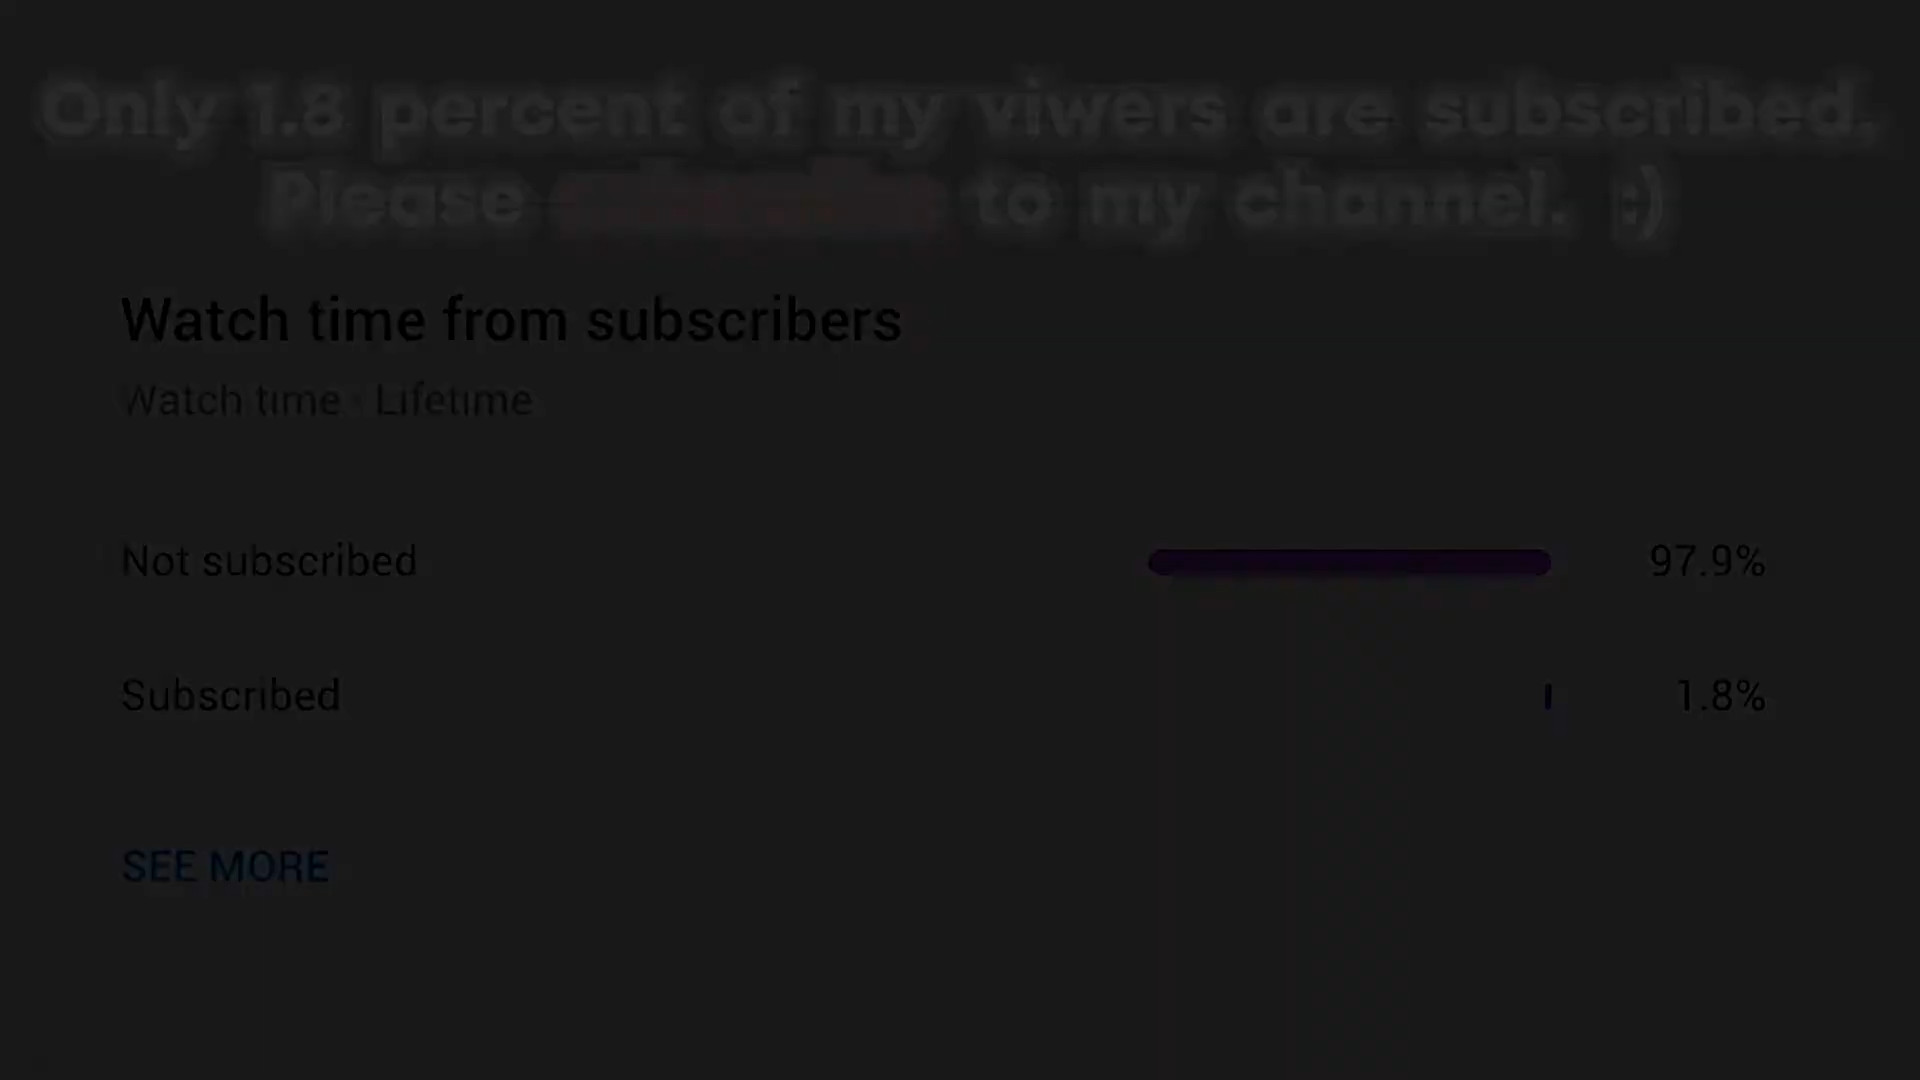 Only 1.8 percent of my viwers are subscribed.
Please subscribe to my channel. :)
Watch time from subscribers
Watch time · Lifetime
Not subscribed 97.9%
Subscribed 1.8%
SEE MORE